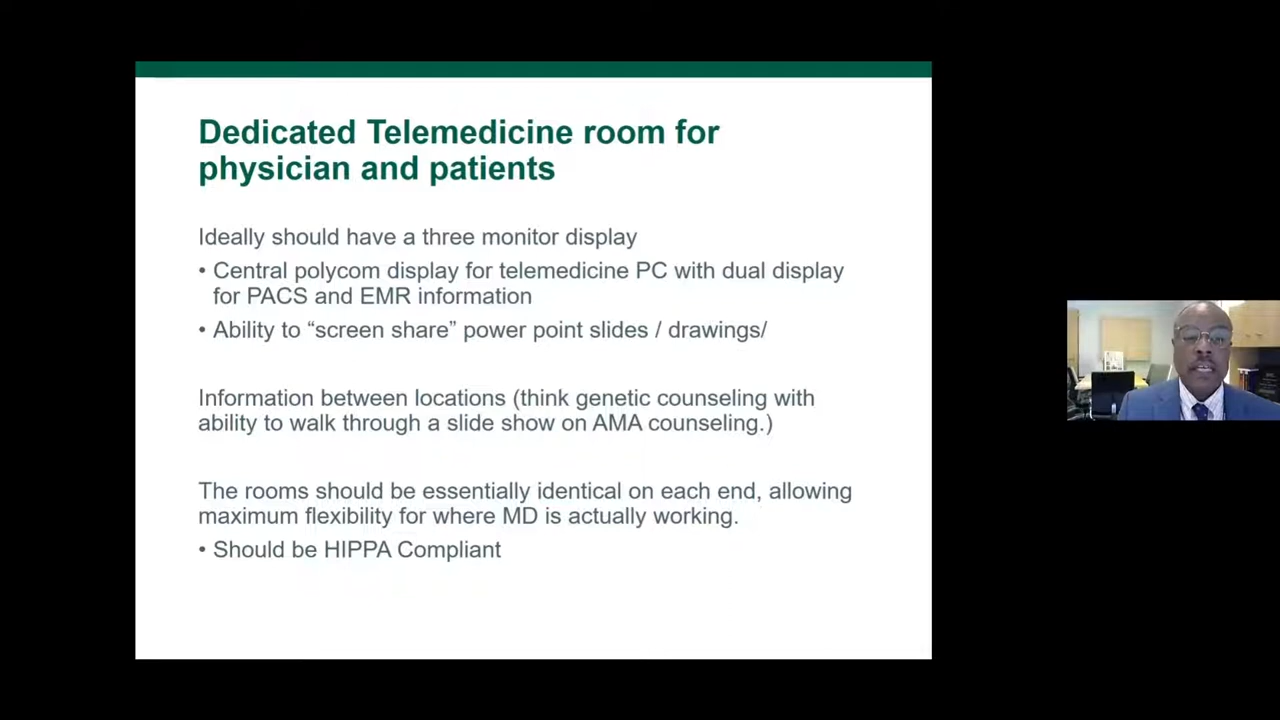 Dedicated Telemedicine room for
physician and patients
Ideally should have a three monitor display
• Central polycom display for telemedicine PC with dual display
for PACS and EMR information
• Ability to “screen share” power point slides / drawings/
Information between locations (think genetic counseling with
ability to walk through a slide show on AMA counseling.)
The rooms should be essentially identical on each end, allowing
maximum flexibility for where MD is actually working.
• Should be HIPPA Compliant